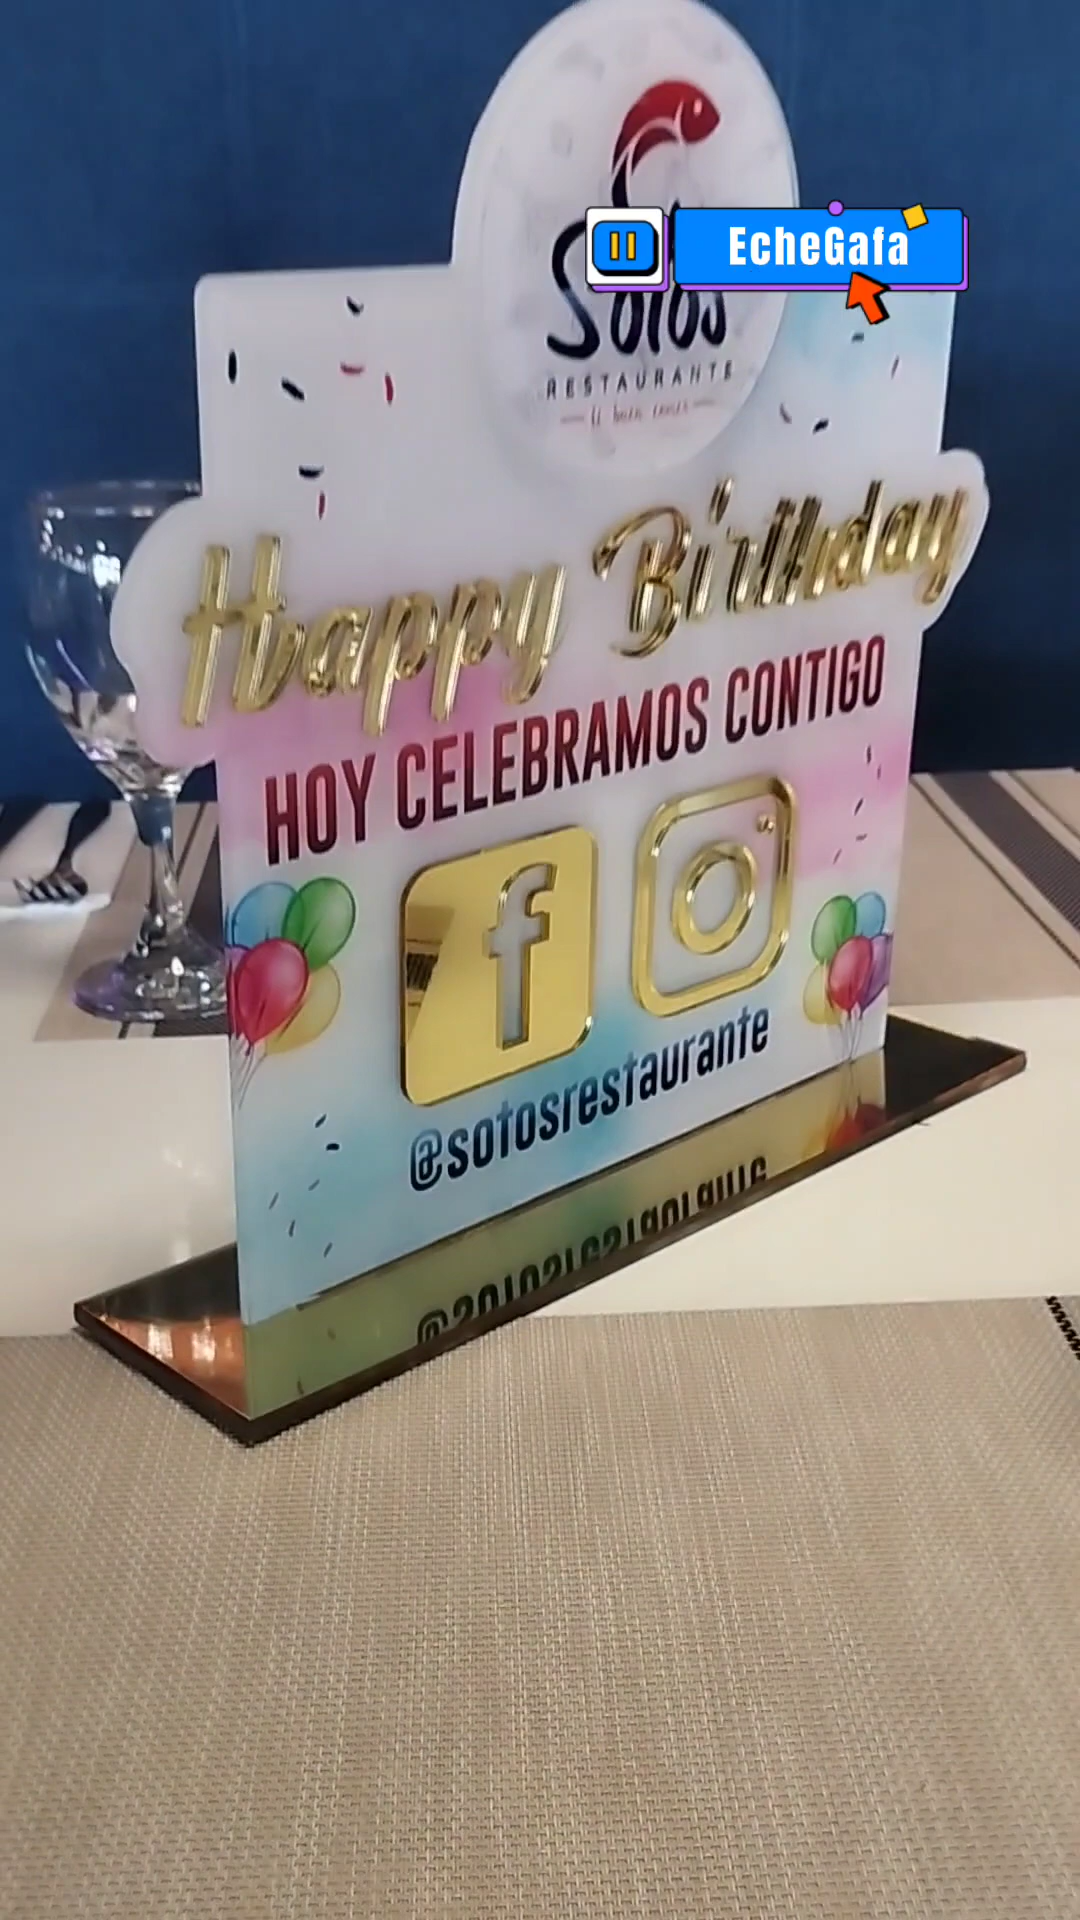 EcheGafa
Sotos
RESTAURANTE
Happy Birthday
HOY CELEBRAMOS CONTIGO
@sotosrestaurante